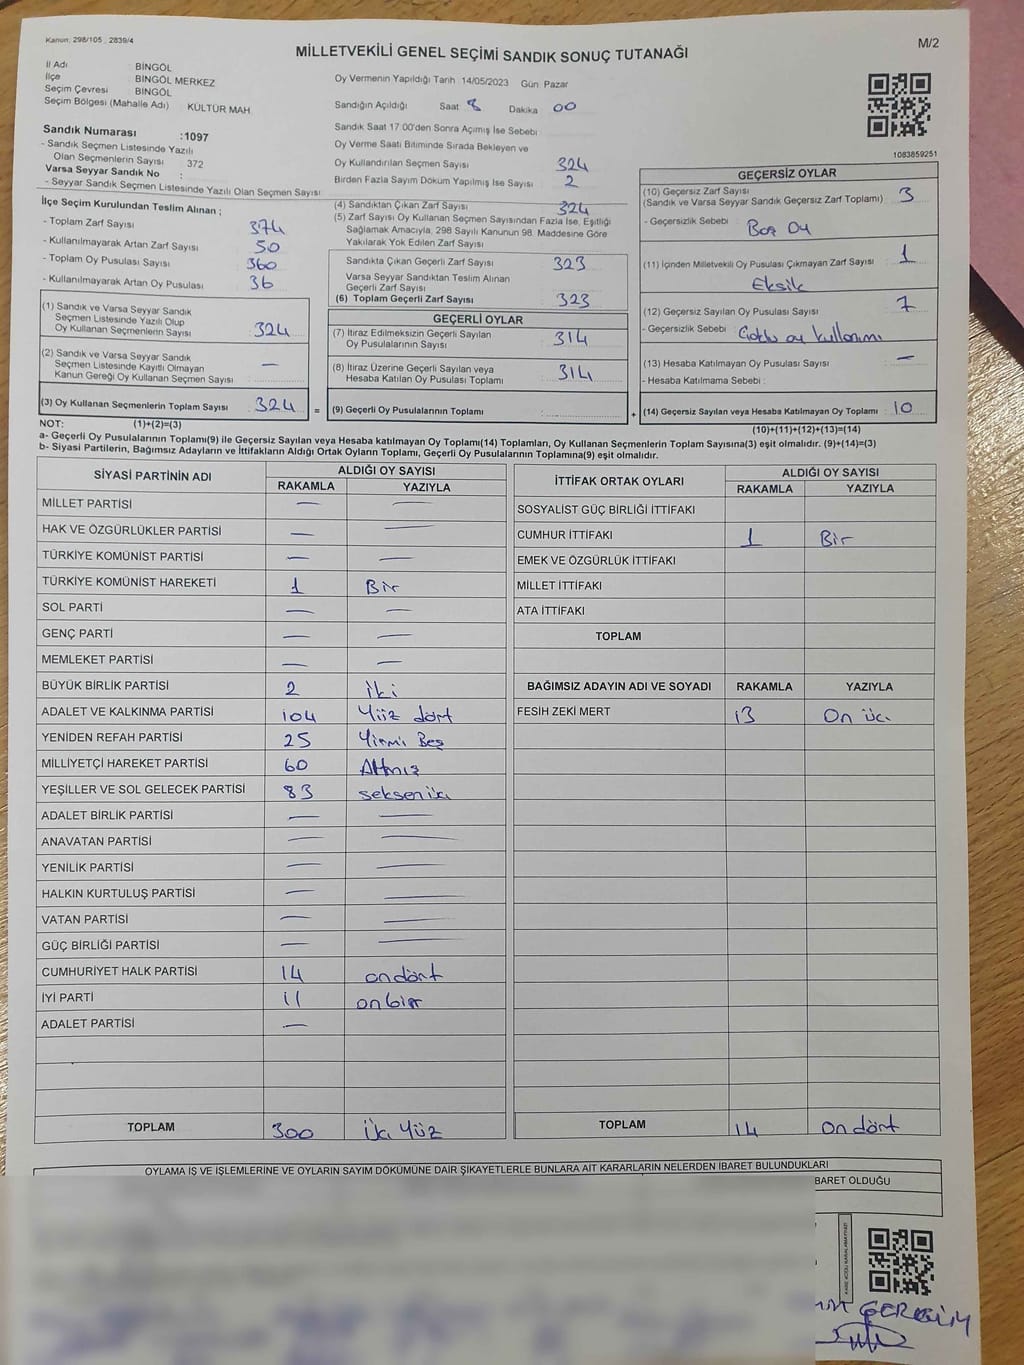 Kanun: 298/105 , 2839/4
M/2
MİLLETVEKİLİ GENEL SEÇİMİ SANDIK SONUÇ TUTANAĞI
İl Adı BİNGÖL
İlçe BİNGÖL MERKEZ
Seçim Çevresi BİNGÖL
Seçim Bölgesi (Mahalle Adı) KÜLTÜR MAH.
Sandık Numarası :1097
- Sandık Seçmen Listesinde Yazılı
Olan Seçmenlerin Sayısı 372
Varsa Seyyar Sandık No :
- Seyyar Sandık Seçmen Listesinde Yazılı Olan Seçmen Sayısı:
İlçe Seçim Kurulundan Teslim Alınan ;
- Toplam Zarf Sayısı 374
- Kullanılmayarak Artan Zarf Sayısı 50
- Toplam Oy Pusulası Sayısı 360
- Kullanılmayarak Artan Oy Pusulası 36
(1) Sandık ve Varsa Seyyar Sandık
Seçmen Listesinde Yazılı Olup
Oy Kullanan Seçmenlerin Sayısı 324
(2) Sandık ve Varsa Seyyar Sandık
Seçmen Listesinde Kayıtlı Olmayan
Kanun Gereği Oy Kullanan Seçmen Sayısı —
(3) Oy Kullanan Seçmenlerin Toplam Sayısı 324 =
Oy Vermenin Yapıldığı Tarih 14/05/2023 Gün Pazar
Sandığın Açıldığı Saat 8 Dakika 00
Sandık Saat 17.00'den Sonra Açımış İse Sebebi
Oy Verme Saati Bitiminde Sırada Bekleyen ve
Oy Kullandırılan Seçmen Sayısı 324
Birden Fazla Sayım Döküm Yapılmış İse Sayısı 2
(4) Sandıktan Çıkan Zarf Sayısı 324
(5) Zarf Sayısı Oy Kullanan Seçmen Sayısından Fazla İse, Eşitliği
Sağlamak Amacıyla, 298 Sayılı Kanunun 98. Maddesine Göre
Yakılarak Yok Edilen Zarf Sayısı
Sandıkta Çıkan Geçerli Zarf Sayısı 323
Varsa Seyyar Sandıktan Teslim Alınan
Geçerli Zarf Sayısı
(6) Toplam Geçerli Zarf Sayısı 323
GEÇERLİ OYLAR
(7) İtiraz Edilmeksizin Geçerli Sayılan
Oy Pusulalarının Sayısı 314
(8) İtiraz Üzerine Geçerli Sayılan veya
Hesaba Katılan Oy Pusulası Toplamı 314
(9) Geçerli Oy Pusulalarının Toplamı +
1083859251
GEÇERSİZ OYLAR
(10) Geçersiz Zarf Sayısı 3
(Sandık ve Varsa Seyyar Sandık Geçersiz Zarf Toplamı)
- Geçersizlik Sebebi : Boş Oy
(11) İçinden Milletvekili Oy Pusulası Çıkmayan Zarf Sayısı 1
Eksik
(12) Geçersiz Sayılan Oy Pusulası Sayısı 7
- Geçersizlik Sebebi : Çoklu oy kullanımı
(13) Hesaba Katılmayan Oy Pusulası Sayısı —
- Hesaba Katılmama Sebebi :
(14) Geçersiz Sayılan veya Hesaba Katılmayan Oy Toplamı : 10
NOT: (1)+(2)=(3) (10)+(11)+(12)+(13)=(14)
a- Geçerli Oy Pusulalarının Toplamı(9) ile Geçersiz Sayılan veya Hesaba katılmayan Oy Toplamı(14) Toplamları, Oy Kullanan Seçmenlerin Toplam Sayısına(3) eşit olmalıdır. (9)+(14)=(3)
b- Siyasi Partilerin, Bağımsız Adayların ve İttifakların Aldığı Ortak Oyların Toplamı, Geçerli Oy Pusulalarının Toplamına(9) eşit olmalıdır.
SİYASİ PARTİNİN ADI ALDIĞI OY SAYISI
RAKAMLA YAZIYLA
MİLLET PARTİSİ — —
HAK VE ÖZGÜRLÜKLER PARTİSİ — —
TÜRKİYE KOMÜNİST PARTİSİ — —
TÜRKİYE KOMÜNİST HAREKETİ 1 Bir
SOL PARTİ — —
GENÇ PARTİ — —
MEMLEKET PARTİSİ — —
BÜYÜK BİRLİK PARTİSİ 2 iki
ADALET VE KALKINMA PARTİSİ 104 Yüz dört
YENİDEN REFAH PARTİSİ 25 Yirmi Beş
MİLLİYETÇİ HAREKET PARTİSİ 60 Altmış
YEŞİLLER VE SOL GELECEK PARTİSİ 83
ADALET BİRLİK PARTİSİ — —
ANAVATAN PARTİSİ — —
YENİLİK PARTİSİ — —
HALKIN KURTULUŞ PARTİSİ — —
VATAN PARTİSİ — —
GÜÇ BİRLİĞİ PARTİSİ — —
CUMHURİYET HALK PARTİSİ 14 ondört
İYİ PARTİ 11 onbir
ADALET PARTİSİ —
TOPLAM 300 Üç Yüz
İTTİFAK ORTAK OYLARI ALDIĞI OY SAYISI
RAKAMLA YAZIYLA
SOSYALİST GÜÇ BİRLİĞİ İTTİFAKI
CUMHUR İTTİFAKI 1 Bir
EMEK VE ÖZGÜRLÜK İTTİFAKI
MİLLET İTTİFAKI
ATA İTTİFAKI
TOPLAM
BAĞIMSIZ ADAYIN ADI VE SOYADI RAKAMLA YAZIYLA
FESİH ZEKİ MERT 13 On üç
TOPLAM 14 On dört
OYLAMA İŞ VE İŞLEMLERİNE VE OYLARIN SAYIM DÖKÜMÜNE DAİR ŞİKAYETLERLE BUNLARA AİT KARARLARIN NELERDEN İBARET BULUNDUKLARI
BARET OLDUĞU